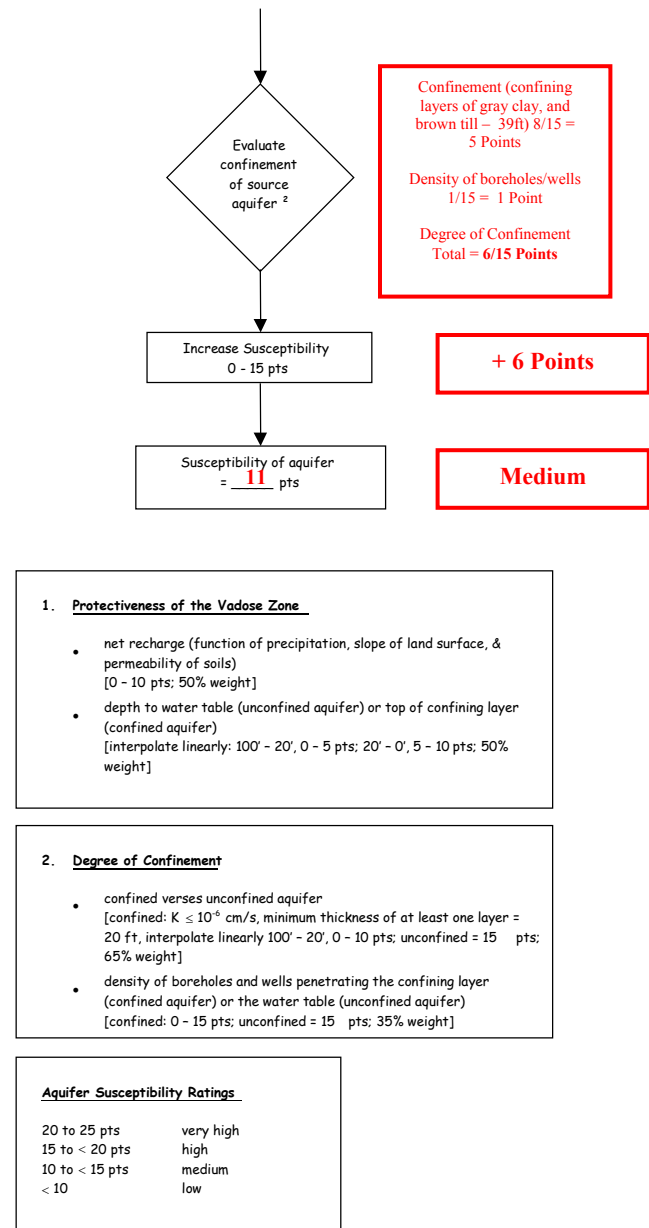 Evaluate
confinement
of source
aquifer ²
Confinement (confining
layers of gray clay, and
brown till – 39ft) 8/15 =
5 Points
Density of boreholes/wells
1/15 = 1 Point
Degree of Confinement
Total = 6/15 Points
Increase Susceptibility
0 - 15 pts
+ 6 Points
Susceptibility of aquifer
= __11__ pts
Medium
1. Protectiveness of the Vadose Zone
• net recharge (function of precipitation, slope of land surface, &
permeability of soils)
[0 – 10 pts; 50% weight]
• depth to water table (unconfined aquifer) or top of confining layer
(confined aquifer)
[interpolate linearly: 100’ – 20’, 0 – 5 pts; 20’ – 0’, 5 – 10 pts; 50%
weight]
2. Degree of Confinement
• confined verses unconfined aquifer
[confined: K ≤ 10⁻⁶ cm/s, minimum thickness of at least one layer =
20 ft, interpolate linearly 100’ – 20’, 0 – 10 pts; unconfined = 15 pts;
65% weight]
• density of boreholes and wells penetrating the confining layer
(confined aquifer) or the water table (unconfined aquifer)
[confined: 0 – 15 pts; unconfined = 15 pts; 35% weight]
Aquifer Susceptibility Ratings
20 to 25 pts very high
15 to < 20 pts high
10 to < 15 pts medium
< 10 low